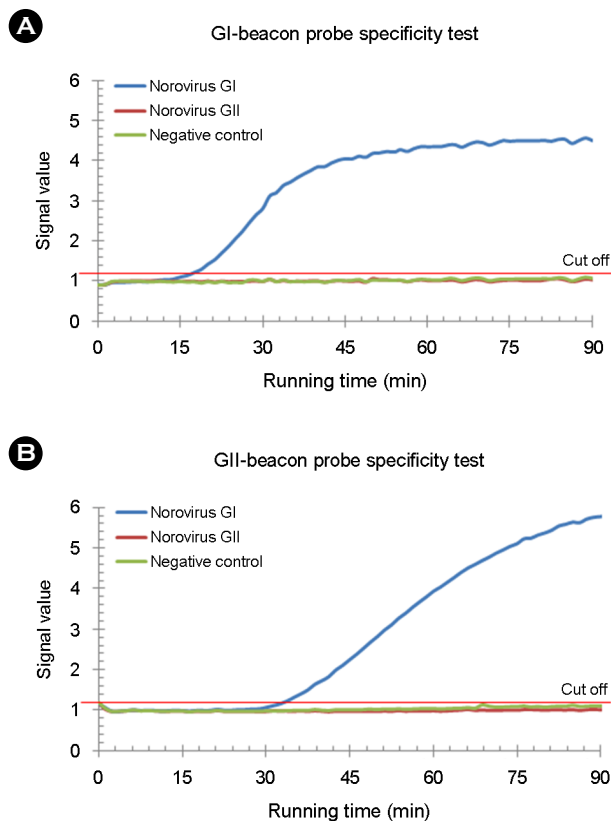 A
GI-beacon probe specificity test
Norovirus GI
Norovirus GII
Negative control
Signal value
6
5
4
3
2
1
0
Cut off
0 15 30 45 60 75 90
Running time (min)
B
GII-beacon probe specificity test
Norovirus GI
Norovirus GII
Negative control
Signal value
6
5
4
3
2
1
0
Cut off
0 15 30 45 60 75 90
Running time (min)